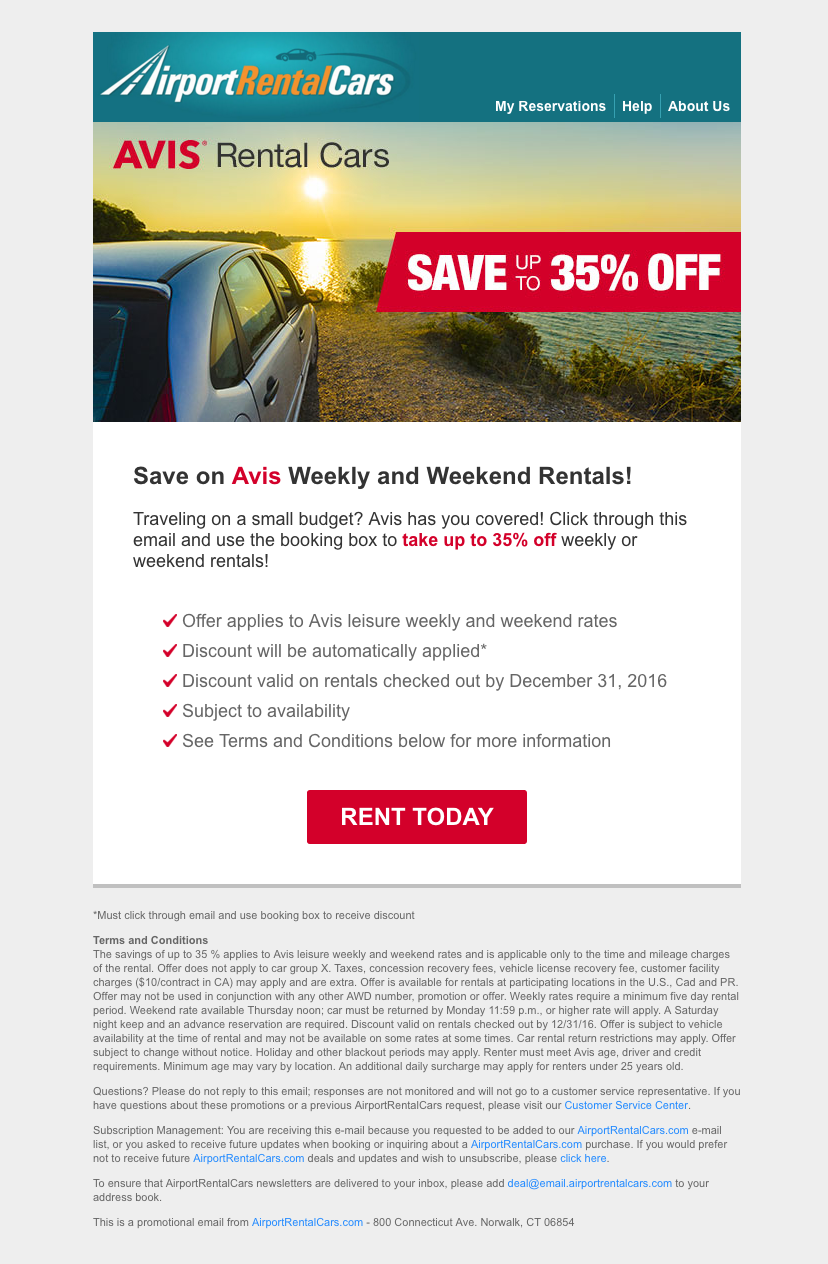 AirportRentalCars
My Reservations Help About Us
AVIS® Rental Cars
SAVE UP TO 35% OFF
Save on Avis Weekly and Weekend Rentals!
Traveling on a small budget? Avis has you covered! Click through this
email and use the booking box to take up to 35% off weekly or
weekend rentals!
Offer applies to Avis leisure weekly and weekend rates
Discount will be automatically applied*
Discount valid on rentals checked out by December 31, 2016
Subject to availability
See Terms and Conditions below for more information
RENT TODAY
*Must click through email and use booking box to receive discount
Terms and Conditions
The savings of up to 35 % applies to Avis leisure weekly and weekend rates and is applicable only to the time and mileage charges
of the rental. Offer does not apply to car group X. Taxes, concession recovery fees, vehicle license recovery fee, customer facility
charges ($10/contract in CA) may apply and are extra. Offer is available for rentals at participating locations in the U.S., Cad and PR.
Offer may not be used in conjunction with any other AWD number, promotion or offer. Weekly rates require a minimum five day rental
period. Weekend rate available Thursday noon; car must be returned by Monday 11:59 p.m., or higher rate will apply. A Saturday
night keep and an advance reservation are required. Discount valid on rentals checked out by 12/31/16. Offer is subject to vehicle
availability at the time of rental and may not be available on some rates at some times. Car rental return restrictions may apply. Offer
subject to change without notice. Holiday and other blackout periods may apply. Renter must meet Avis age, driver and credit
requirements. Minimum age may vary by location. An additional daily surcharge may apply for renters under 25 years old.
Questions? Please do not reply to this email; responses are not monitored and will not go to a customer service representative. If you
have questions about these promotions or a previous AirportRentalCars request, please visit our Customer Service Center.
Subscription Management: You are receiving this e-mail because you requested to be added to our AirportRentalCars.com e-mail
list, or you asked to receive future updates when booking or inquiring about a AirportRentalCars.com purchase. If you would prefer
not to receive future AirportRentalCars.com deals and updates and wish to unsubscribe, please click here.
To ensure that AirportRentalCars newsletters are delivered to your inbox, please add deal@email.airportrentalcars.com to your
address book.
This is a promotional email from AirportRentalCars.com - 800 Connecticut Ave. Norwalk, CT 06854